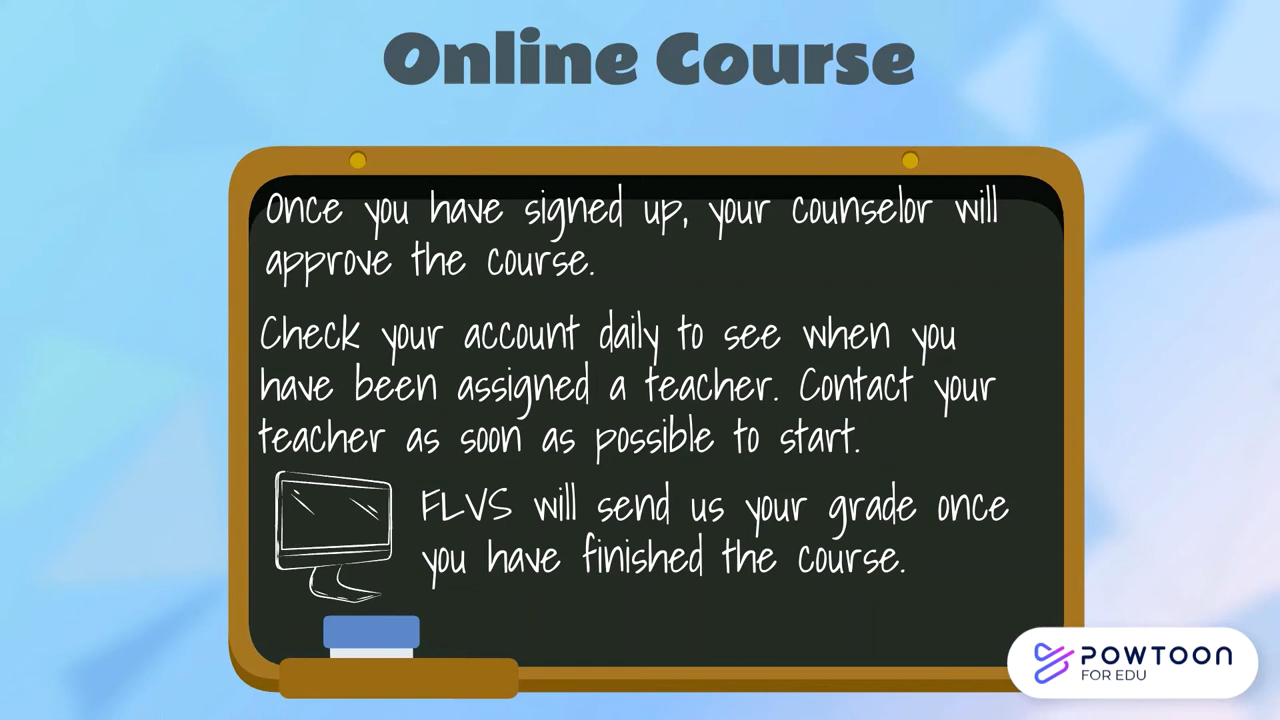 Online Course
Once you have signed up, your counselor will
approve the course.
Check your account daily to see when you
have been assigned a teacher. Contact your
teacher as soon as possible to start.
FLVS will send us your grade once
you have finished the course.
POWTOON
FOR EDU